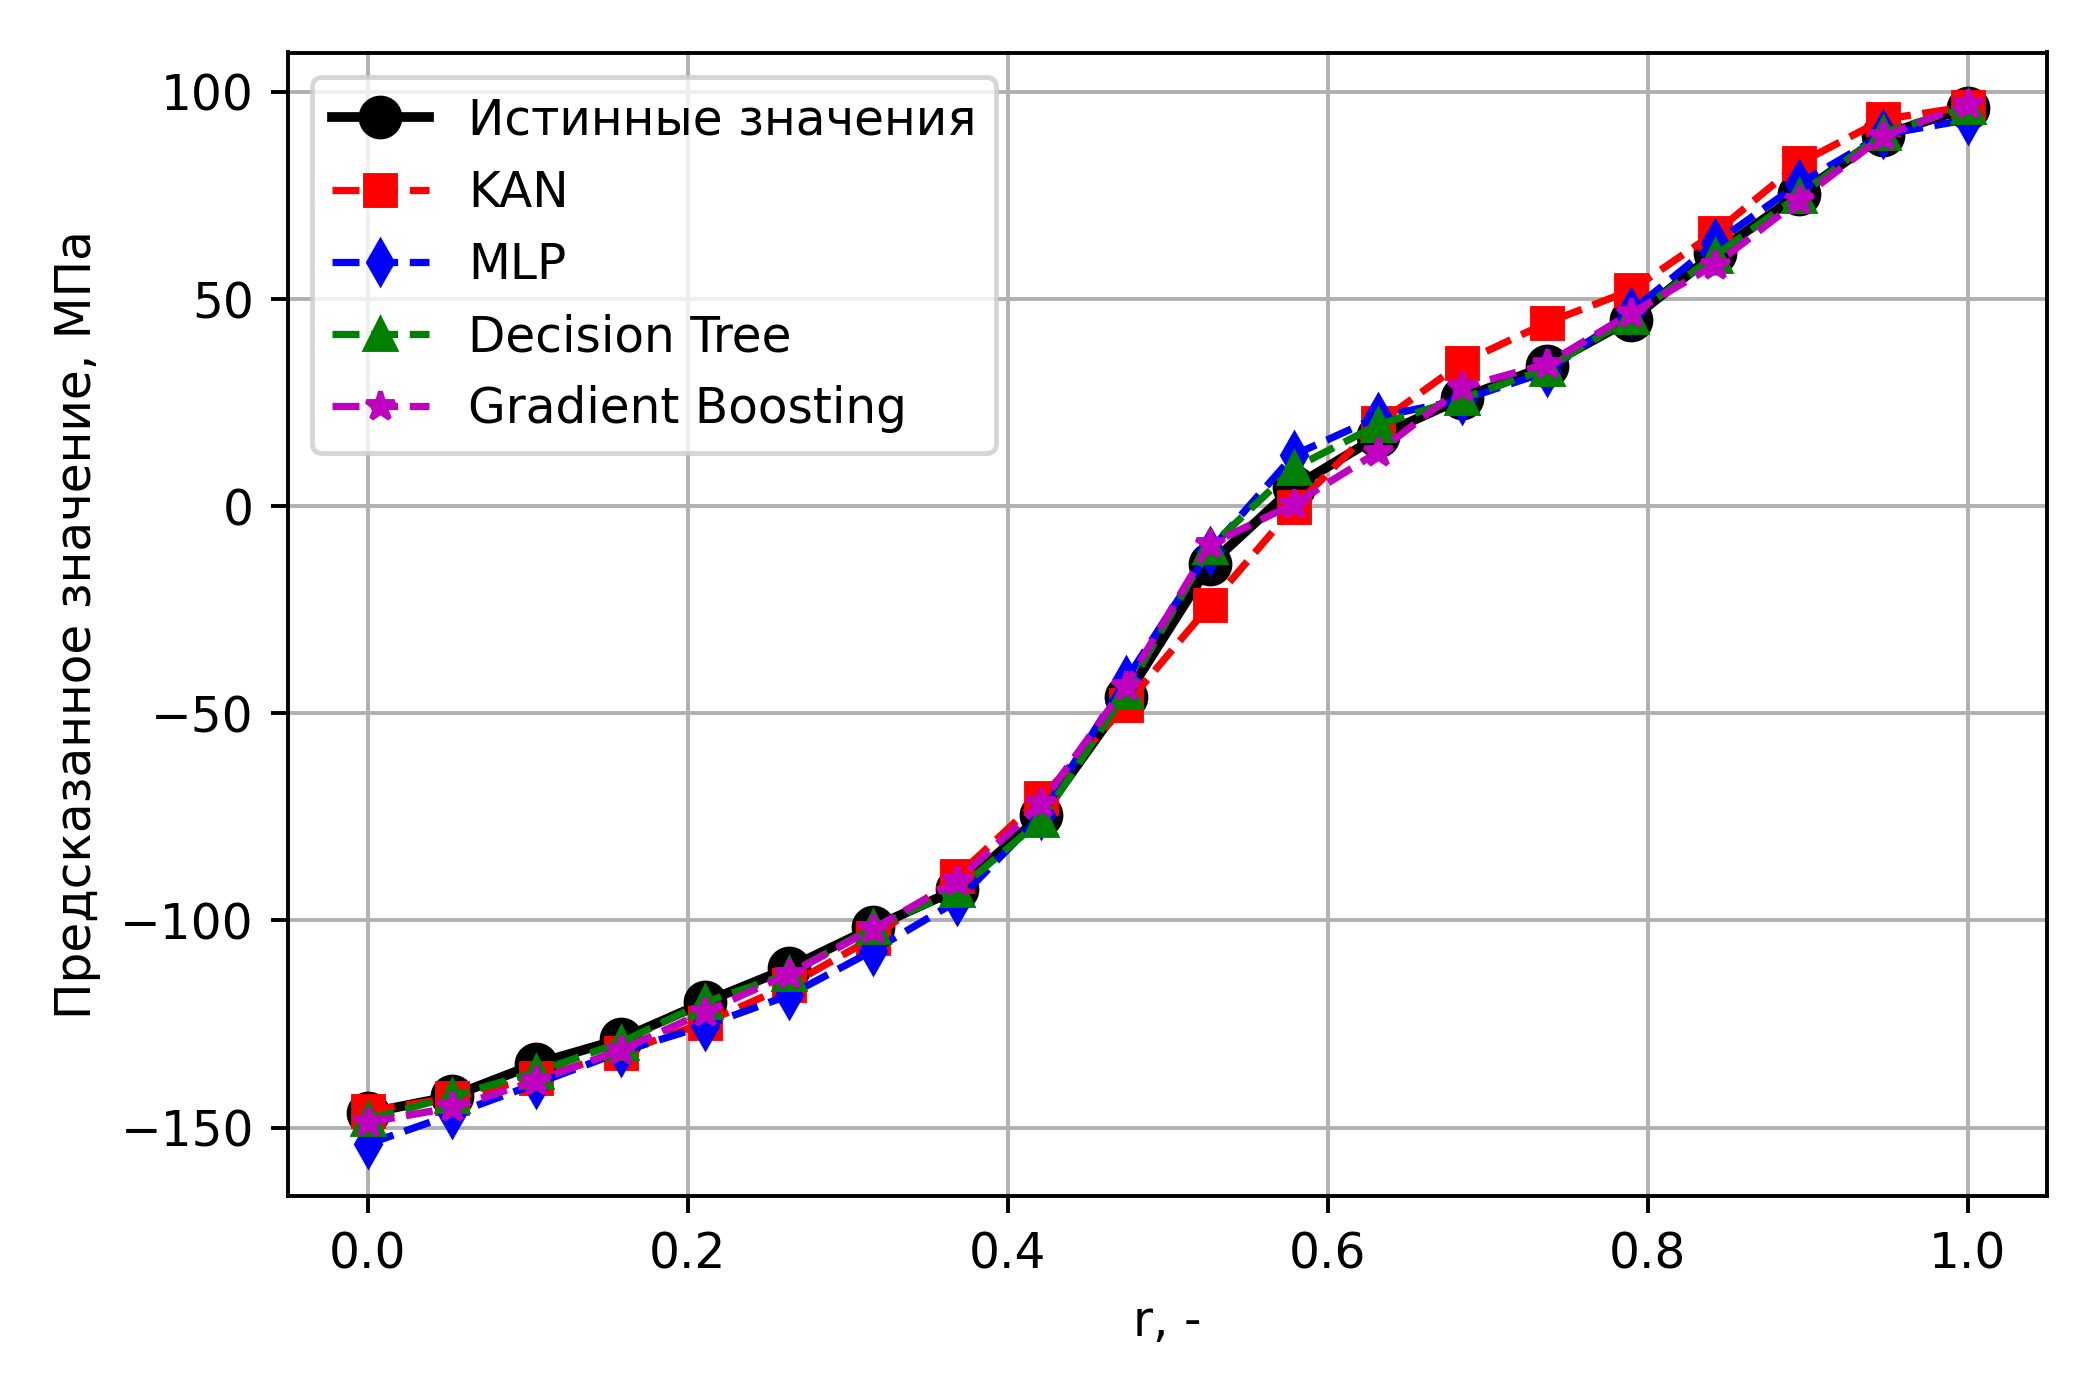 Истинные значения
KAN
MLP
Decision Tree
Gradient Boosting
Предсказанное значение, МПа
100
50
0
−50
−100
−150
0.0 0.2 0.4 0.6 0.8 1.0
r, -